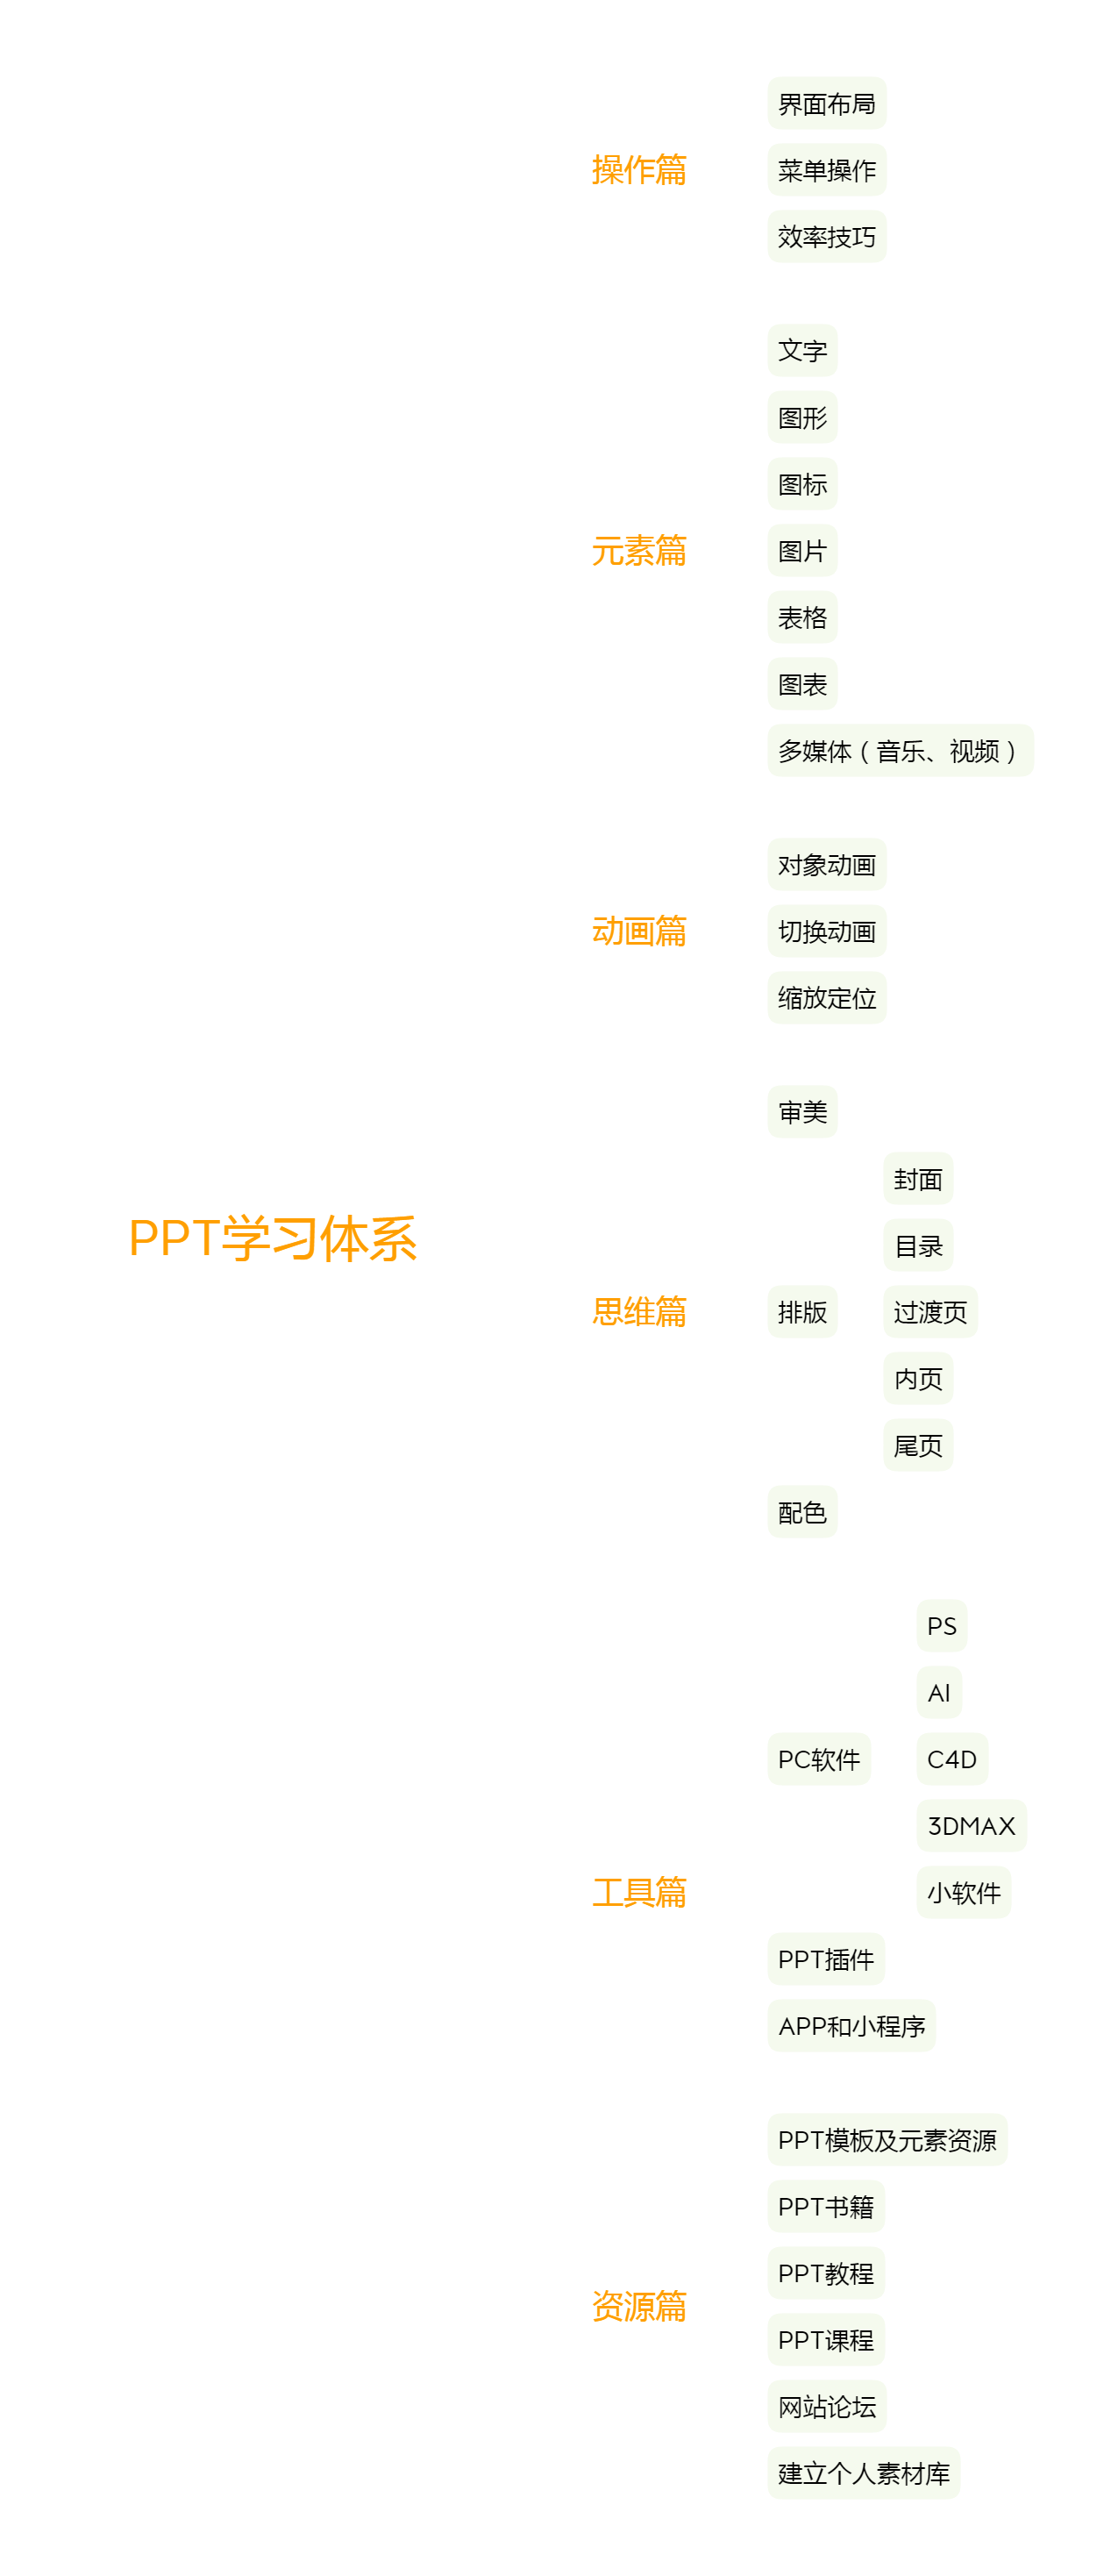 PPT学习体系
操作篇
界面布局
菜单操作
效率技巧
元素篇
文字
图形
图标
图片
表格
图表
多媒体（音乐、视频）
动画篇
对象动画
切换动画
缩放定位
思维篇
审美
排版
封面
目录
过渡页
内页
尾页
配色
工具篇
PC软件
PS
AI
C4D
3DMAX
小软件
PPT插件
APP和小程序
资源篇
PPT模板及元素资源
PPT书籍
PPT教程
PPT课程
网站论坛
建立个人素材库